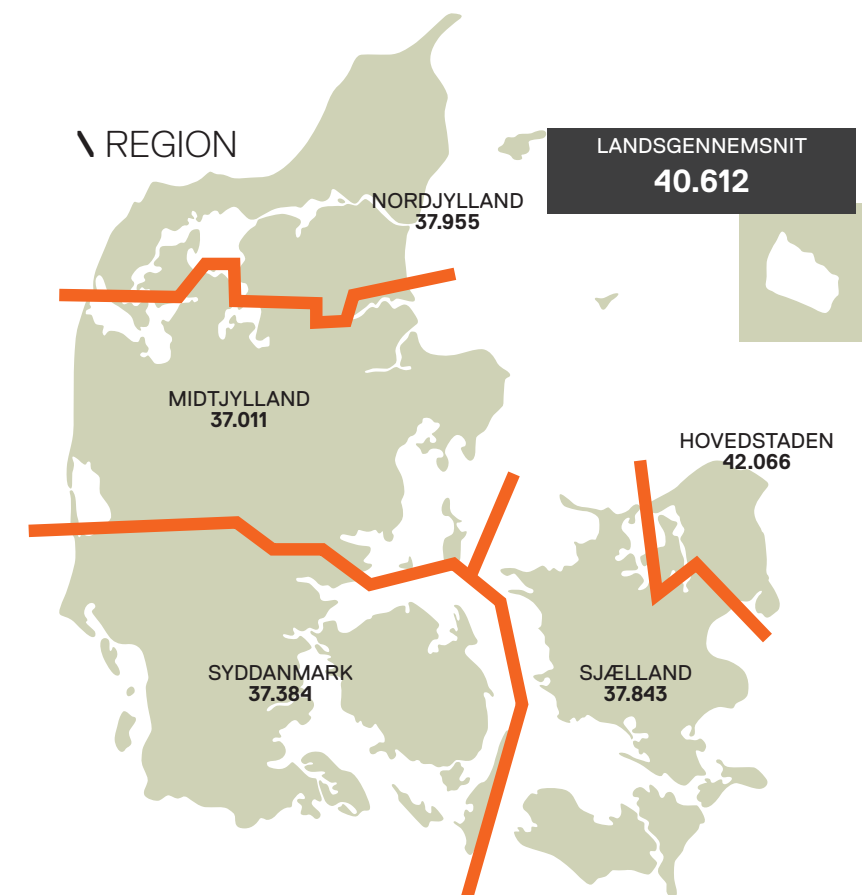 \ REGION
LANDSGENNEMSNIT
40.612
NORDJYLLAND
37.955
MIDTJYLLAND
37.011
HOVEDSTADEN
42.066
SYDDANMARK
37.384
SJÆLLAND
37.843